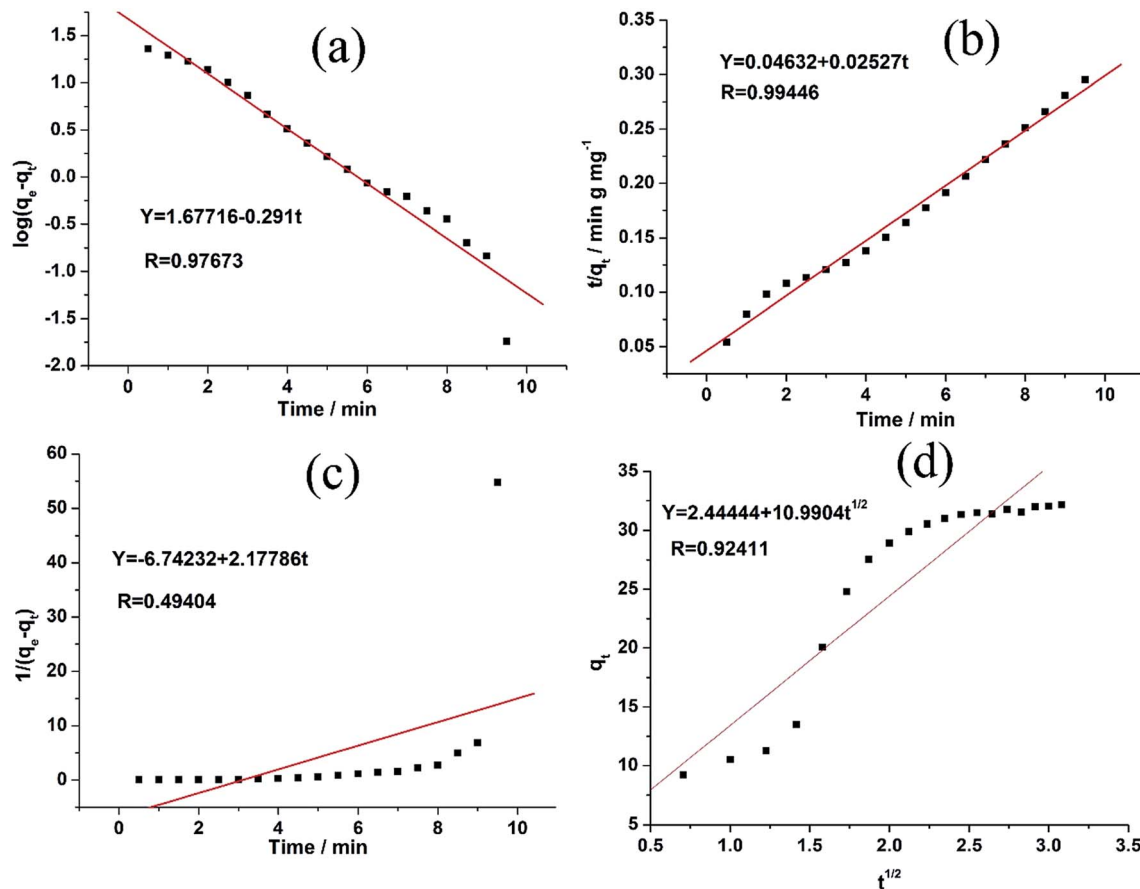 (a)
Y=1.67716-0.291t
R=0.97673
log(qₑ-qₜ)
1.5
1.0
0.5
0.0
-0.5
-1.0
-1.5
-2.0
0 2 4 6 8 10
Time / min
(b)
Y=0.04632+0.02527t
R=0.99446
t/qₜ / min g mg⁻¹
0.30
0.25
0.20
0.15
0.10
0.05
0 2 4 6 8 10
Time / min
(c)
Y=-6.74232+2.17786t
R=0.49404
1/(qₑ-qₜ)
60
50
40
30
20
10
0
0 2 4 6 8 10
Time / min
(d)
Y=2.44444+10.9904t¹/²
R=0.92411
qₜ
35
30
25
20
15
10
5
0.5 1.0 1.5 2.0 2.5 3.0 3.5
t¹/²